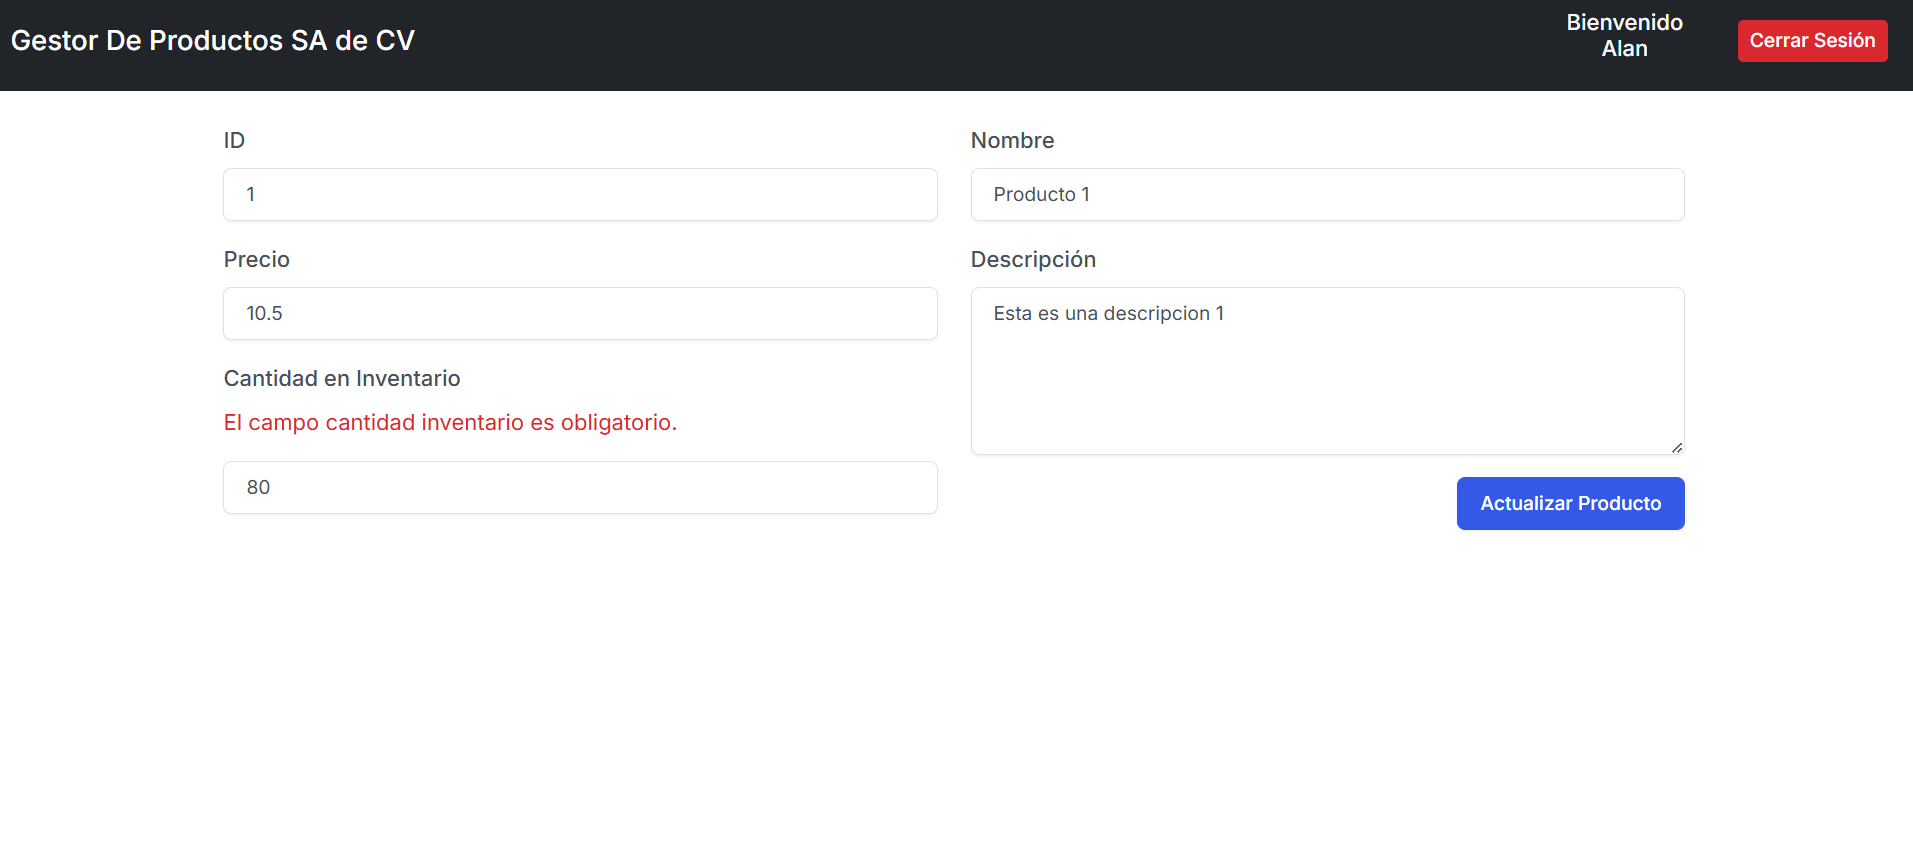 Gestor De Productos SA de CV
Bienvenido
Alan
Cerrar Sesión
ID
1
Nombre
Producto 1
Precio
10.5
Descripción
Esta es una descripcion 1
Cantidad en Inventario
El campo cantidad inventario es obligatorio.
80
Actualizar Producto